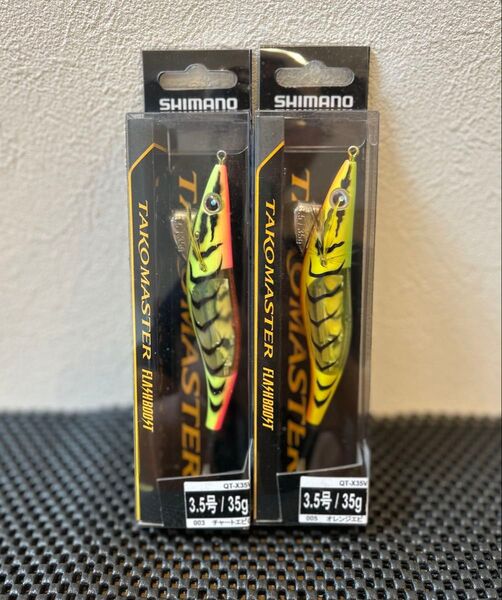 SHIMANO
TAKOMASTER FLASHBOOST
QT-X35V
3.5号 / 35g
003 チャートエビ
SHIMANO
TAKOMASTER FLASHBOOST
QT-X35V
3.5号 / 35g
005 オレンジエビ